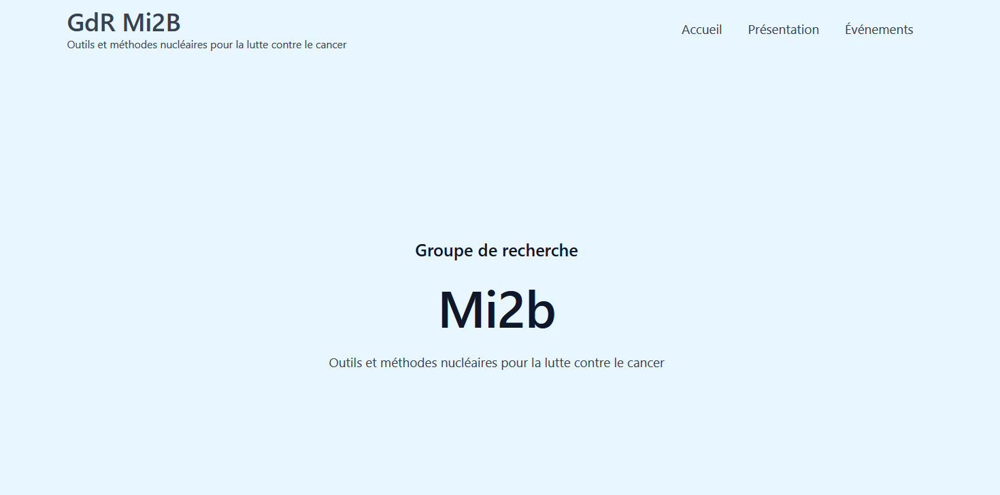 GdR Mi2B
Outils et méthodes nucléaires pour la lutte contre le cancer
Accueil Présentation Événements
Groupe de recherche
Mi2b
Outils et méthodes nucléaires pour la lutte contre le cancer